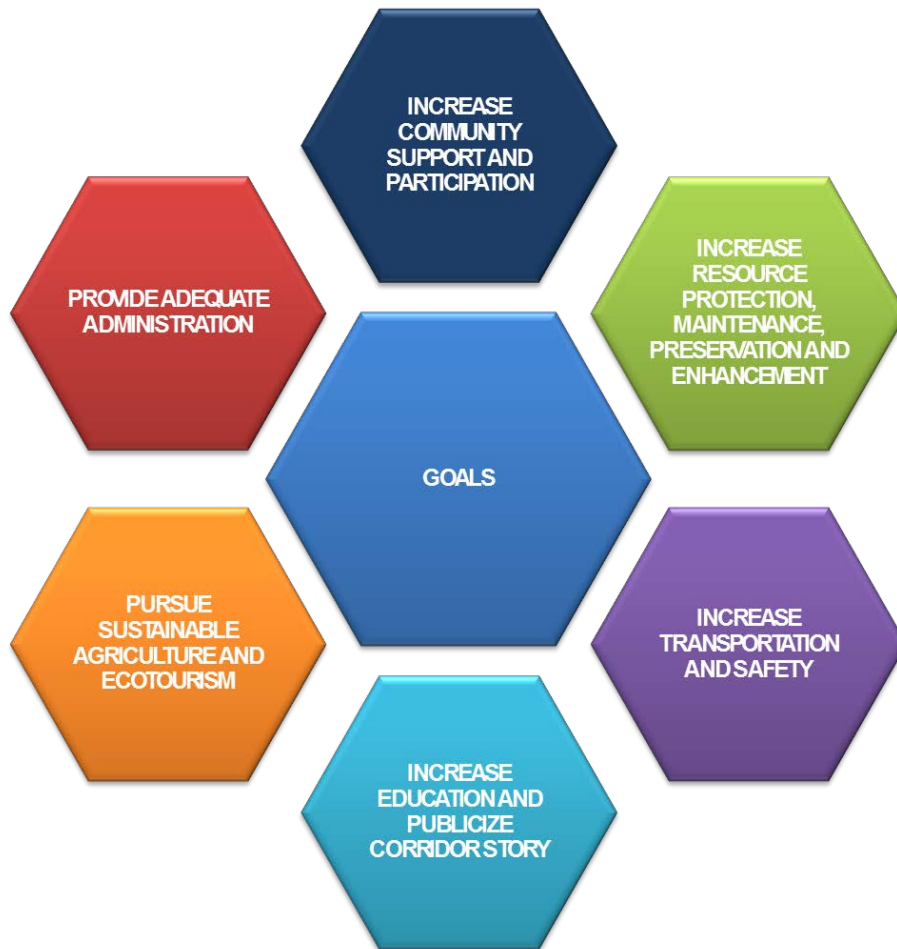 INCREASE
COMMUNITY
SUPPORT AND
PARTICIPATION
INCREASE
RESOURCE
PROTECTION,
MAINTENANCE,
PRESERVATION AND
ENHANCEMENT
PROVIDE ADEQUATE
ADMINISTRATION
GOALS
INCREASE
TRANSPORTATION
AND SAFETY
PURSUE
SUSTAINABLE
AGRICULTURE AND
ECOTOURISM
INCREASE
EDUCATION AND
PUBLICIZE
CORRIDOR STORY